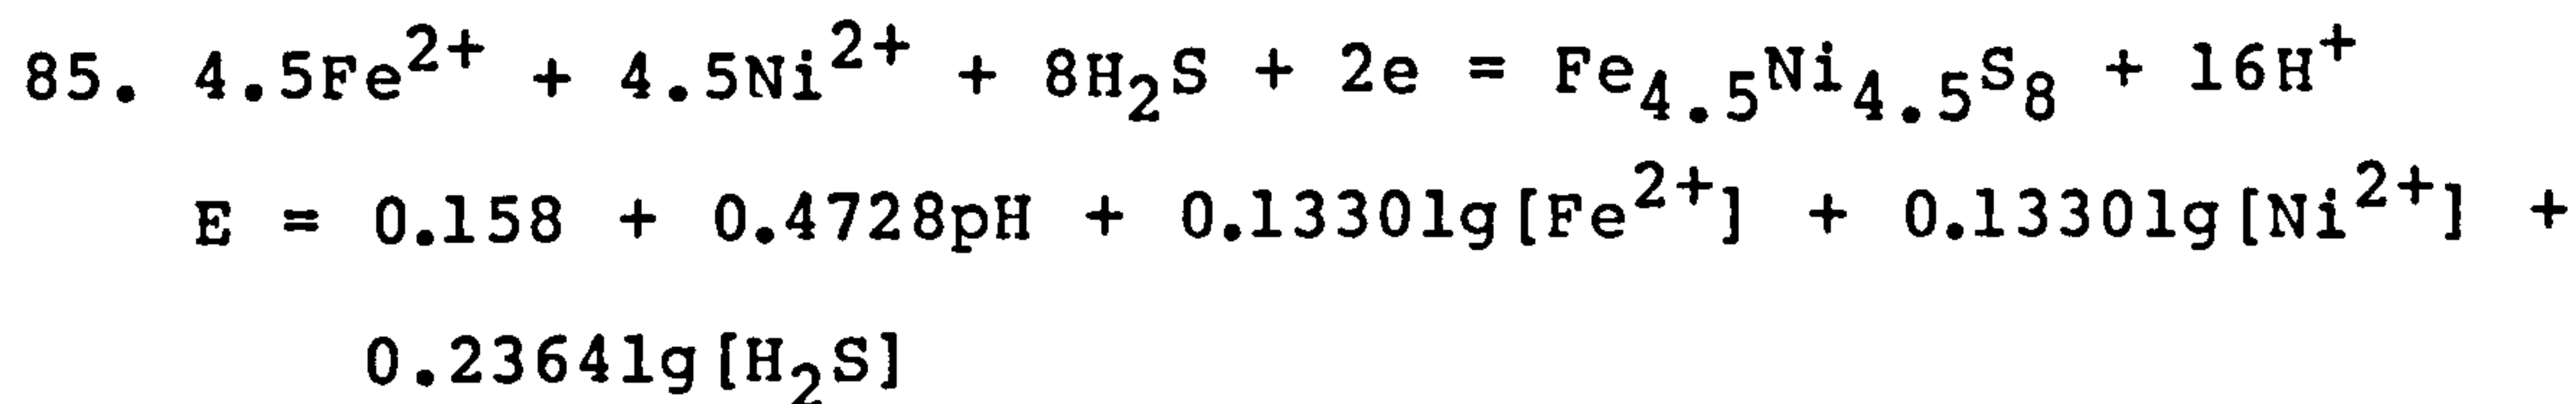 85. 4.5Fe²⁺ + 4.5Ni²⁺ + 8H₂S + 2e = Fe₄.₅Ni₄.₅S₈ + 16H⁺
E = 0.158 + 0.4728pH + 0.1330lg[Fe²⁺] + 0.1330lg[Ni²⁺] +
0.2364lg[H₂S]